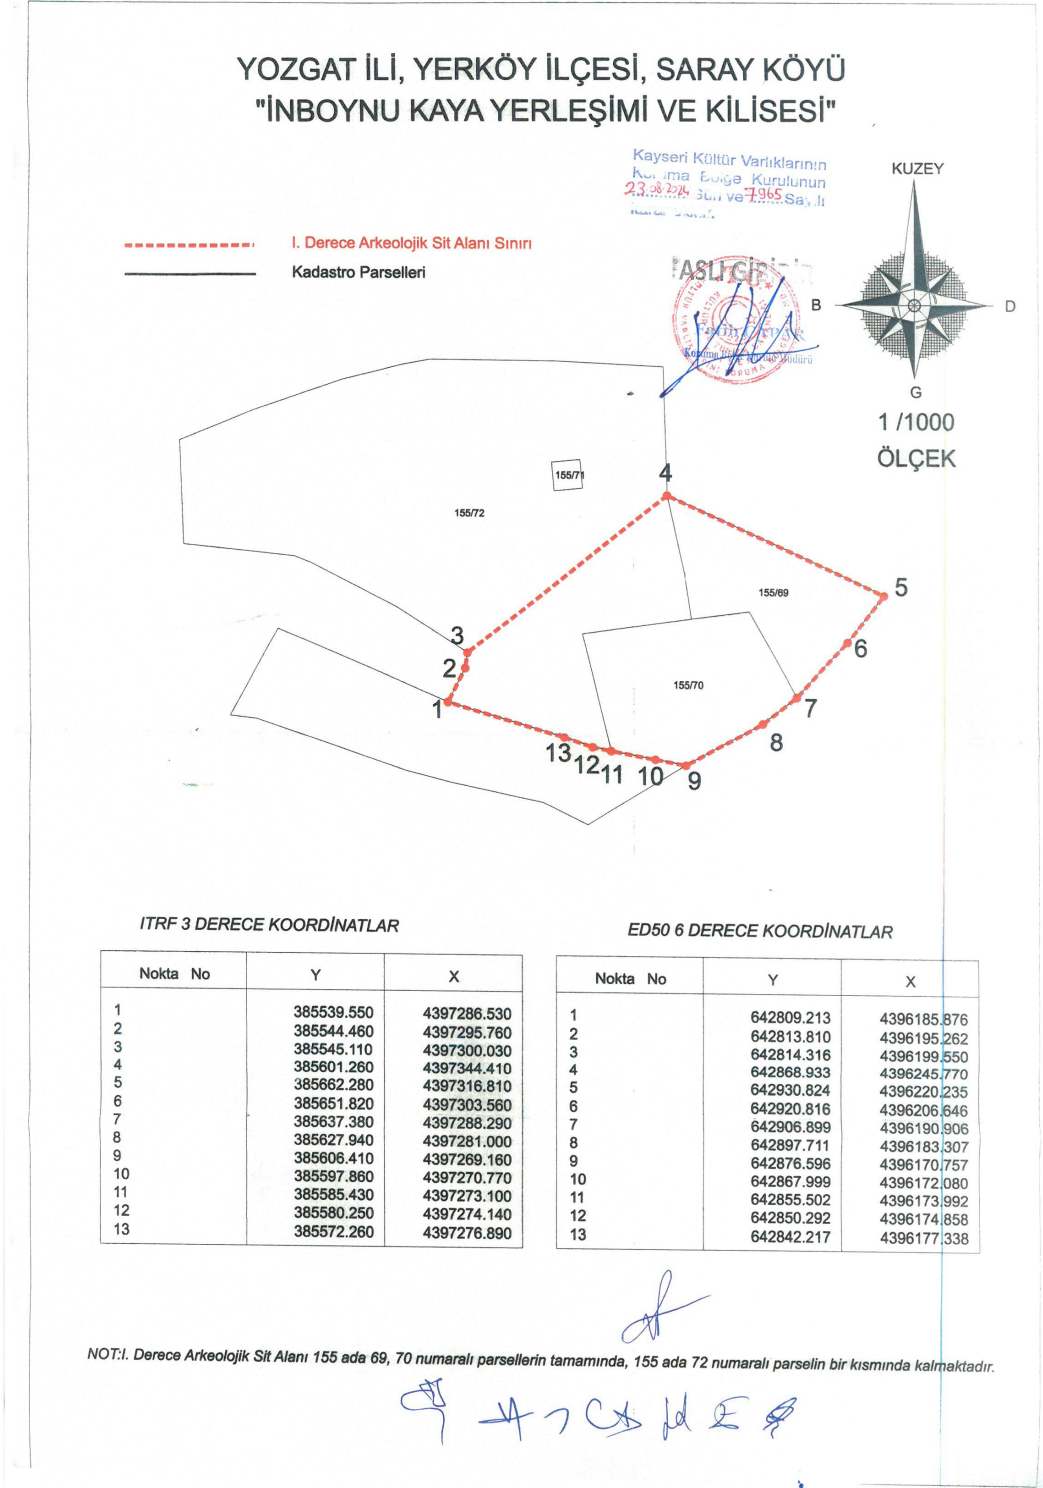 YOZGAT İLİ, YERKÖY İLÇESİ, SARAY KÖYÜ
"İNBOYNU KAYA YERLEŞİMİ VE KİLİSESİ"
Kayseri Kültür Varlıklarının
Kurulunun
23.08.2024 Gün ve 7965 Sayılı
KUZEY
I. Derece Arkeolojik Sit Alanı Sınırı
Kadastro Parselleri
ASLI GİBİDİR
B
D
G
1 /1000
ÖLÇEK
155/71
155/72
4
155/69
5
3
6
2
155/70
1
7
8
13
12
11
10
9
ITRF 3 DERECE KOORDİNATLAR
Nokta No Y X
1 385539.550 4397286.530
2 385544.460 4397295.760
3 385545.110 4397300.030
4 385601.260 4397344.410
5 385662.280 4397316.810
6 385651.820 4397303.560
7 385637.380 4397288.290
8 385627.940 4397281.000
9 385606.410 4397269.160
10 385597.860 4397270.770
11 385585.430 4397273.100
12 385580.250 4397274.140
13 385572.260 4397276.890
ED50 6 DERECE KOORDİNATLAR
Nokta No Y X
1 642809.213 4396185.876
2 642813.810 4396195.262
3 642814.316 4396199.550
4 642868.933 4396245.770
5 642930.824 4396220.235
6 642920.816 4396206.646
7 642906.899 4396190.906
8 642897.711 4396183.307
9 642876.596 4396170.757
10 642867.999 4396172.080
11 642855.502 4396173.992
12 642850.292 4396174.858
13 642842.217 4396177.338
NOT:I. Derece Arkeolojik Sit Alanı 155 ada 69, 70 numaralı parsellerin tamamında, 155 ada 72 numaralı parselin bir kısmında kalmaktadır.